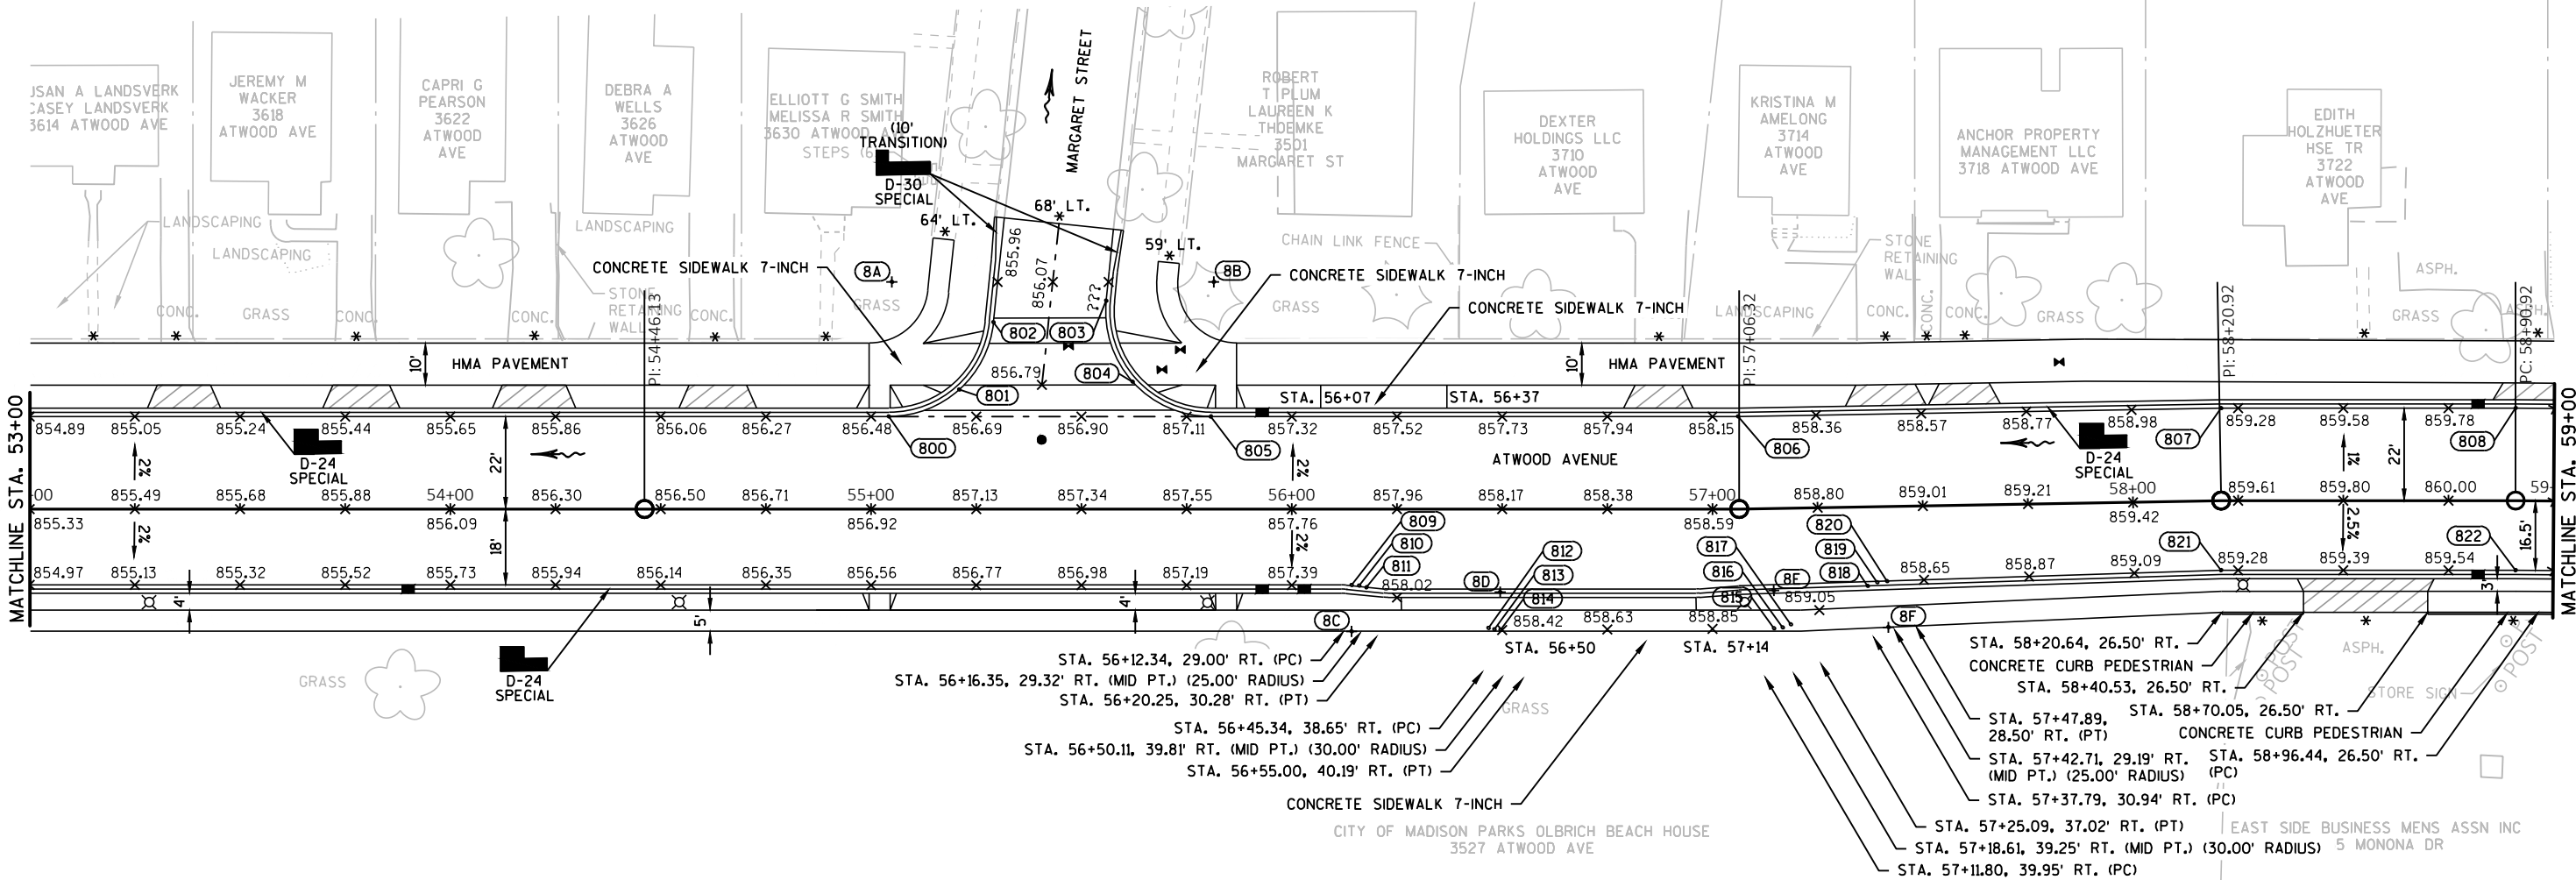 JSAN A LANDSVERK
CASEY LANDSVERK
3614 ATWOOD AVE
JEREMY M
WACKER
3618
ATWOOD AVE
CAPRI G
PEARSON
3622
ATWOOD
AVE
DEBRA A
WELLS
3626
ATWOOD
AVE
ELLIOTT G SMITH
MELISSA R SMITH
3630 ATWOOD
STEPS
(10'
TRANSITION)
D-30
SPECIAL
MARGARET STREET
ROBERT
T PLUM
LAUREEN K
THOEMKE
3501
MARGARET ST
DEXTER
HOLDINGS LLC
3710
ATWOOD
AVE
KRISTINA M
AMELONG
3714
ATWOOD
AVE
ANCHOR PROPERTY
MANAGEMENT LLC
3718 ATWOOD AVE
EDITH
HOLZHUETER
HSE TR
3722
ATWOOD
AVE
LANDSCAPING
LANDSCAPING
LANDSCAPING
64' LT.
68' LT.
59' LT.
CHAIN LINK FENCE
STONE
RETAINING
WALL
ASPH.
CONCRETE SIDEWALK 7-INCH
8A
855.96
856.07
???
8B
CONCRETE SIDEWALK 7-INCH
CONCRETE SIDEWALK 7-INCH
CONC.
GRASS
CONC.
CONC.
STONE
RETAINING
WALL
CONC.
GRASS
GRASS
LANDSCAPING
CONC.
CONC.
CONC.
GRASS
GRASS
ASPH.
PI: 54+46.13
PI: 57+06.32
PI: 58+20.92
PC: 58+90.92
802
803
10'
HMA PAVEMENT
856.79
804
801
10'
HMA PAVEMENT
STA. 56+07
STA. 56+37
MATCHLINE STA. 53+00
MATCHLINE STA. 59+00
854.89 855.05 855.24 855.44 855.65 855.86 856.06 856.27 856.48 856.69 856.90 857.11 857.32 857.52 857.73 857.94 858.15 858.36 858.57 858.77 858.98 859.28 859.58 859.78
800
805
806
807
808
D-24
SPECIAL
2%
22'
2%
ATWOOD AVENUE
D-24
SPECIAL
1%
22'
00 855.49 855.68 855.88 54+00 856.30 856.50 856.71 55+00 857.13 857.34 857.55 56+00 857.96 858.17 858.38 57+00 858.80 859.01 859.21 58+00 859.61 859.80 860.00 59
855.33 856.09 856.92 857.76 858.59 859.42
2%
18'
2%
2.5%
16.5'
809
810
811
812
813
814
817
816
815
820
819
818
821
822
854.97 855.13 855.32 855.52 855.73 855.94 856.14 856.35 856.56 856.77 856.98 857.19 857.39 858.02 858.65 858.87 859.09 859.28 859.39 859.54
8D
8E
859.05
4'
5'
4'
3'
8C
858.42 858.63 858.85
8F
STA. 56+50
STA. 57+14
D-24
SPECIAL
GRASS
STA. 56+12.34, 29.00' RT. (PC)
STA. 56+16.35, 29.32' RT. (MID PT.) (25.00' RADIUS)
STA. 56+20.25, 30.28' RT. (PT)
STA. 56+45.34, 38.65' RT. (PC)
STA. 56+50.11, 39.81' RT. (MID PT.) (30.00' RADIUS)
STA. 56+55.00, 40.19' RT. (PT)
CONCRETE SIDEWALK 7-INCH
GRASS
STA. 58+20.64, 26.50' RT.
CONCRETE CURB PEDESTRIAN
STA. 58+40.53, 26.50' RT.
STA. 58+70.05, 26.50' RT.
CONCRETE CURB PEDESTRIAN
STA. 58+96.44, 26.50' RT.
(PC)
POST
POST
ASPH.
POST
STORE SIGN
STA. 57+47.89,
28.50' RT. (PT)
STA. 57+42.71, 29.19' RT.
(MID PT.) (25.00' RADIUS)
STA. 57+37.79, 30.94' RT. (PC)
STA. 57+25.09, 37.02' RT. (PT)
STA. 57+18.61, 39.25' RT. (MID PT.) (30.00' RADIUS)
STA. 57+11.80, 39.95' RT. (PC)
CITY OF MADISON PARKS OLBRICH BEACH HOUSE
3527 ATWOOD AVE
EAST SIDE BUSINESS MENS ASSN INC
5 MONONA DR